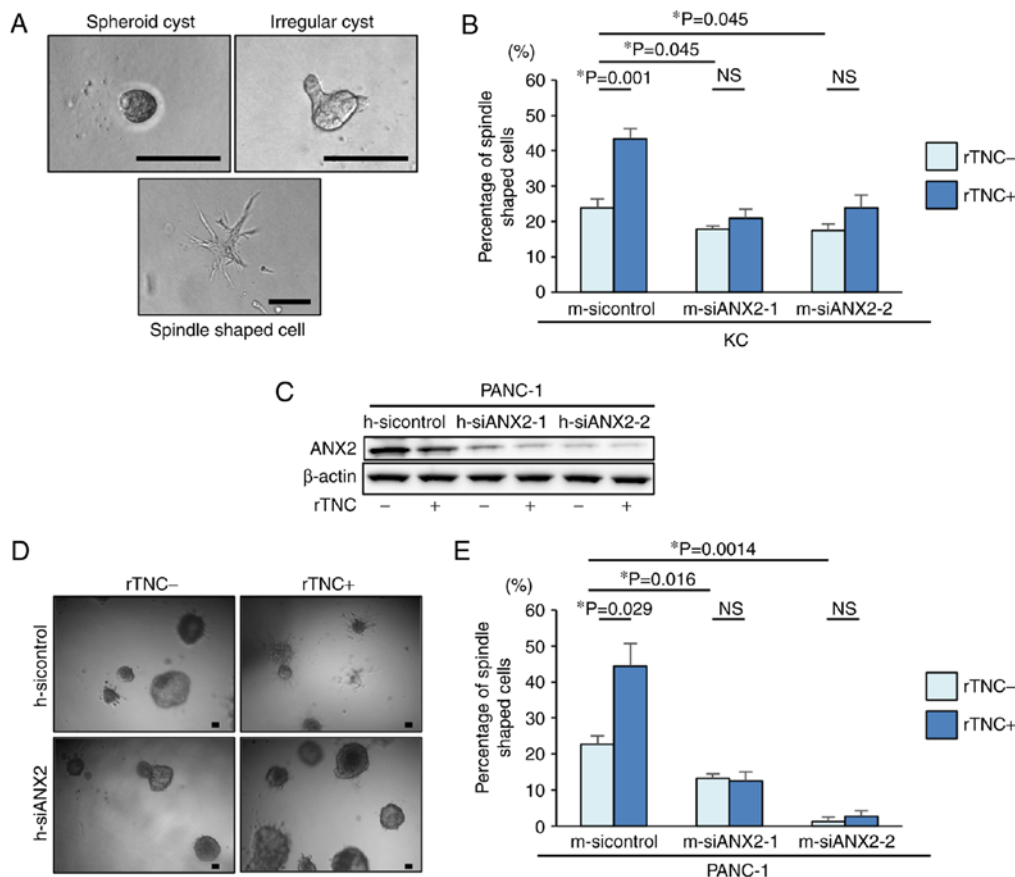 A
Spheroid cyst
Irregular cyst
Spindle shaped cell
B
*P=0.045
*P=0.045
(%)
*P=0.001
NS
NS
60
50
40
30
20
10
0
Percentage of spindle
shaped cells
rTNC–
rTNC+
m-sicontrol
m-siANX2-1
m-siANX2-2
KC
C
PANC-1
h-sicontrol
h-siANX2-1
h-siANX2-2
ANX2
β-actin
rTNC – + – + – +
D
rTNC–
rTNC+
h-sicontrol
h-siANX2
E
*P=0.0014
(%)
*P=0.016
*P=0.029
NS
NS
60
50
40
30
20
10
0
Percentage of spindle
shaped cells
rTNC–
rTNC+
m-sicontrol
m-siANX2-1
m-siANX2-2
PANC-1